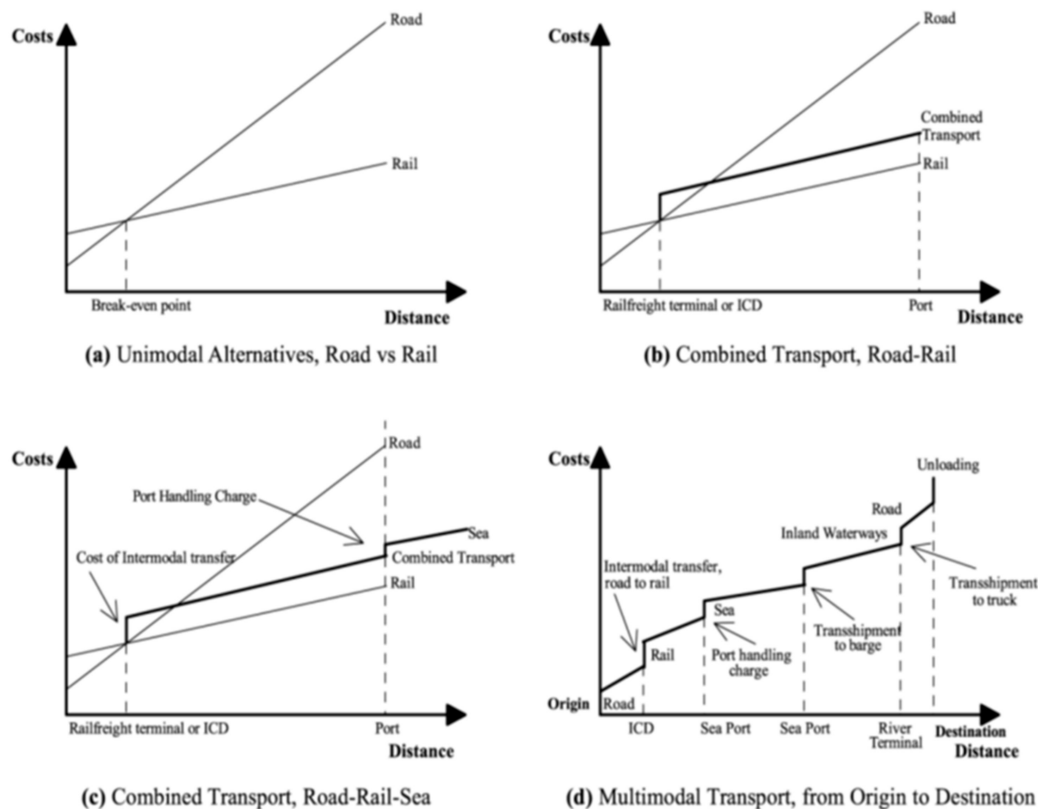 Costs
Road
Rail
Break-even point
Distance
(a) Unimodal Alternatives, Road vs Rail
Costs
Road
Combined
Transport
Rail
Railfreight terminal or ICD
Port
Distance
(b) Combined Transport, Road-Rail
Costs
Road
Port Handling Charge
Sea
Cost of Intermodal transfer
Combined Transport
Rail
Railfreight terminal or ICD
Port
Distance
(c) Combined Transport, Road-Rail-Sea
Costs
Unloading
Road
Inland Waterways
Intermodal transfer,
road to rail
Transshipment
to truck
Sea
Transshipment
to barge
Rail
Port handling
charge
Origin
Road
ICD
Sea Port
Sea Port
River
Terminal
Destination
Distance
(d) Multimodal Transport, from Origin to Destination